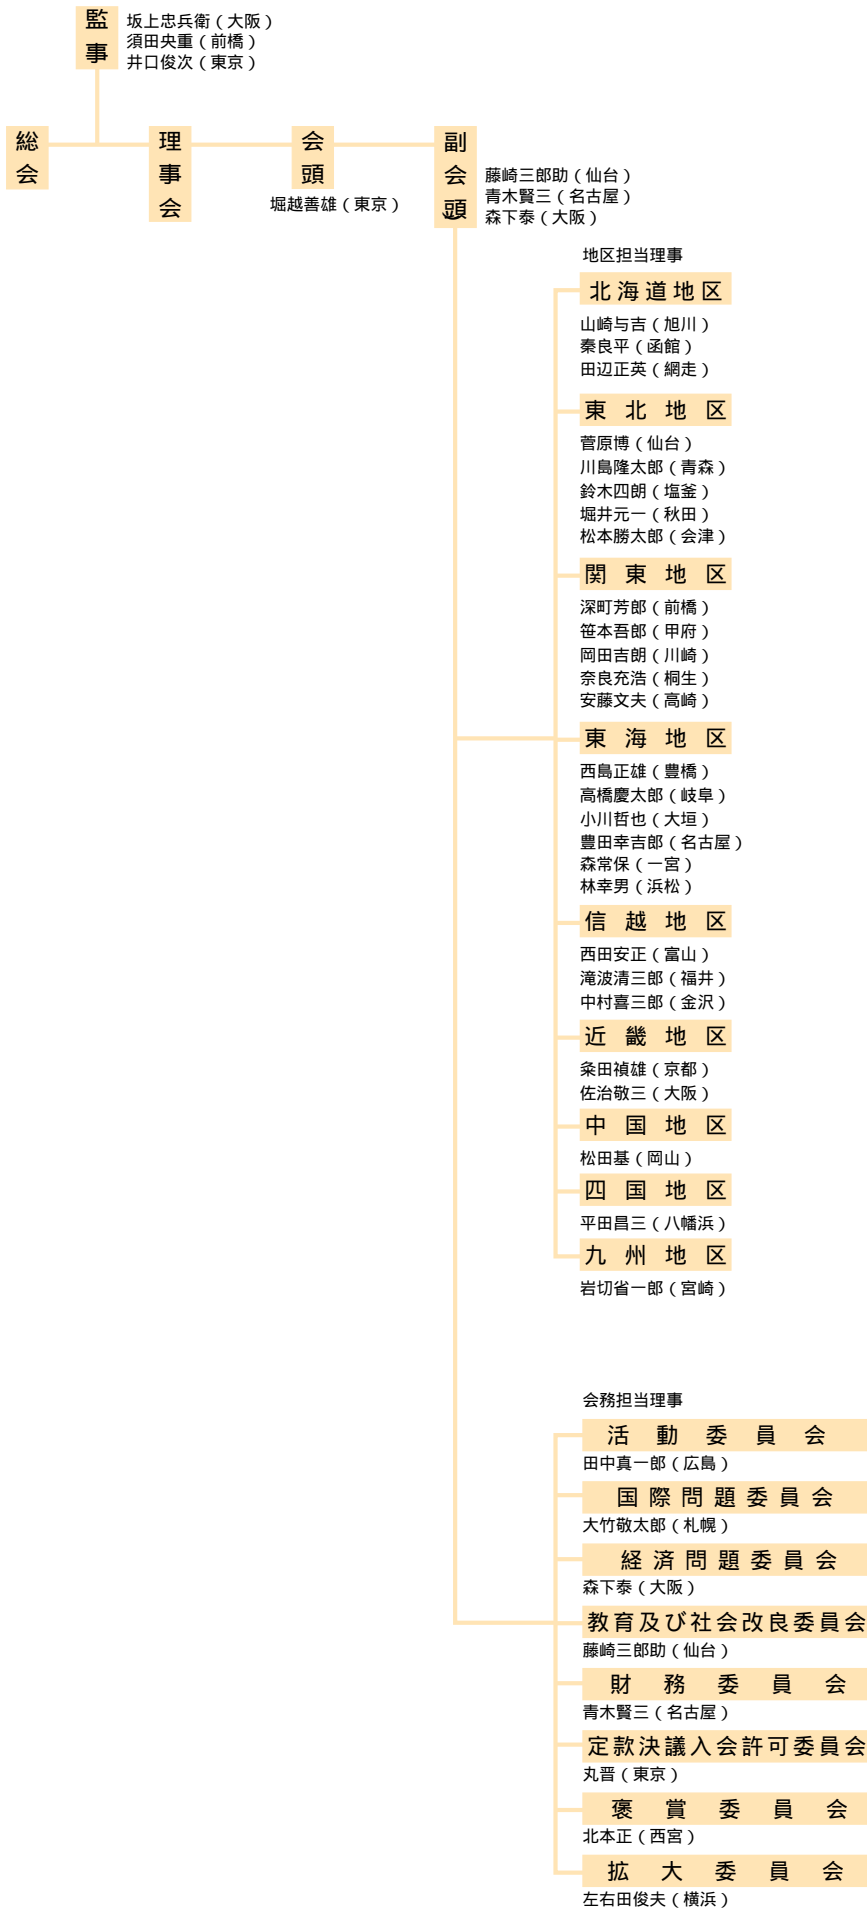 監事
坂上忠兵衛（大阪）
須田央重（前橋）
井口俊次（東京）
総会
理事会
会頭
堀越善雄（東京）
副会頭
藤崎三郎助（仙台）
青木賢三（名古屋）
森下泰（大阪）
地区担当理事
北海道地区
山崎与吉（旭川）
秦良平（函館）
田辺正英（網走）
東北地区
菅原博（仙台）
川島隆太郎（青森）
鈴木四朗（塩釜）
堀井元一（秋田）
松本勝太郎（会津）
関東地区
深町芳郎（前橋）
笹本吾郎（甲府）
岡田吉朗（川崎）
奈良充浩（桐生）
安藤文夫（高崎）
東海地区
西島正雄（豊橋）
高橋慶太郎（岐阜）
小川哲也（大垣）
豊田幸吉郎（名古屋）
森常保（一宮）
林幸男（浜松）
信越地区
西田安正（富山）
滝波清三郎（福井）
中村喜三郎（金沢）
近畿地区
粂田禎雄（京都）
佐治敬三（大阪）
中国地区
松田基（岡山）
四国地区
平田昌三（八幡浜）
九州地区
岩切省一郎（宮崎）
会務担当理事
活動委員会
田中真一郎（広島）
国際問題委員会
大竹敬太郎（札幌）
経済問題委員会
森下泰（大阪）
教育及び社会改良委員会
藤崎三郎助（仙台）
財務委員会
青木賢三（名古屋）
定款決議入会許可委員会
丸晋（東京）
褒賞委員会
北本正（西宮）
拡大委員会
左右田俊夫（横浜）